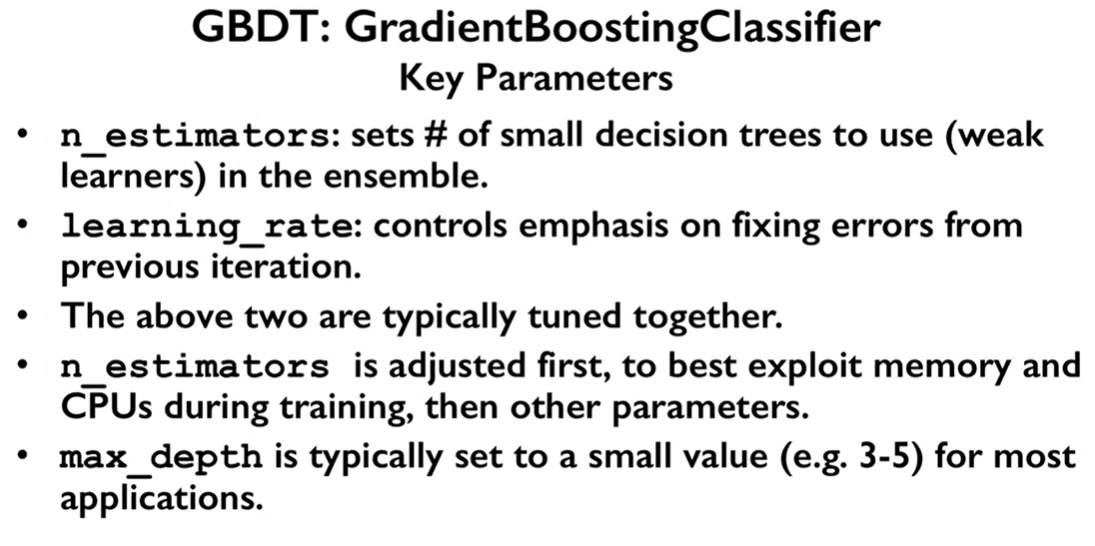 GBDT: GradientBoostingClassifier
Key Parameters
• n_estimators: sets # of small decision trees to use (weak
learners) in the ensemble.
• learning_rate: controls emphasis on fixing errors from
previous iteration.
• The above two are typically tuned together.
• n_estimators is adjusted first, to best exploit memory and
CPUs during training, then other parameters.
• max_depth is typically set to a small value (e.g. 3-5) for most
applications.